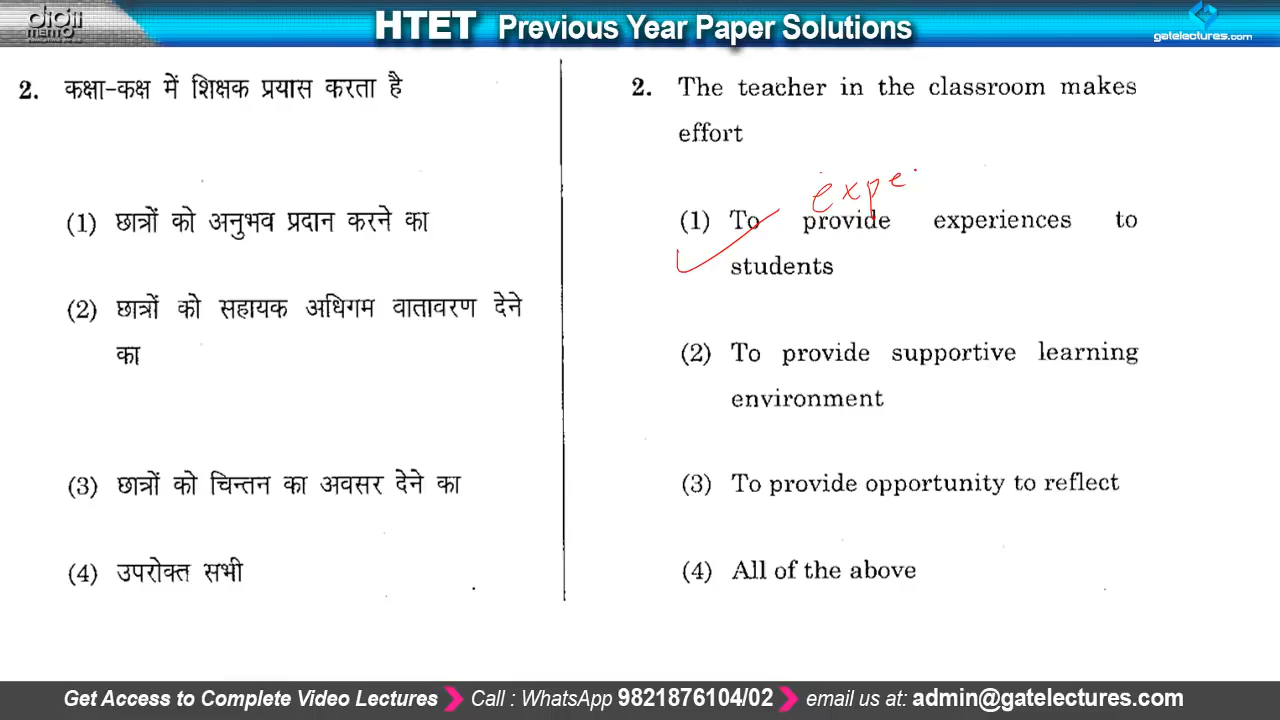 digii
MENTO
HTET Previous Year Paper Solutions
gatelectures.com
2. कक्षा-कक्ष में शिक्षक प्रयास करता है
(1) छात्रों को अनुभव प्रदान करने का
(2) छात्रों को सहायक अधिगम वातावरण देने
का
(3) छात्रों को चिन्तन का अवसर देने का
(4) उपरोक्त सभी
2. The teacher in the classroom makes
effort
expe
(1) To provide experiences to
students
(2) To provide supportive learning
environment
(3) To provide opportunity to reflect
(4) All of the above
Get Access to Complete Video Lectures Call : WhatsApp 9821876104/02 email us at: admin@gatelectures.com